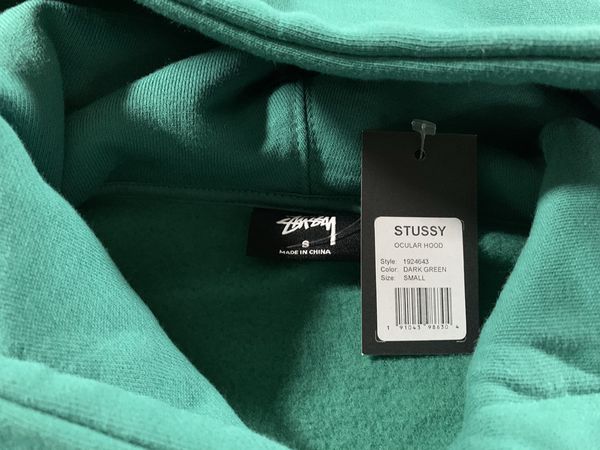 Stüssy
S
MADE IN CHINA
STUSSY
OCULAR HOOD
Style: 1924643
Color: DARK GREEN
Size: SMALL
1 91043 98630 4